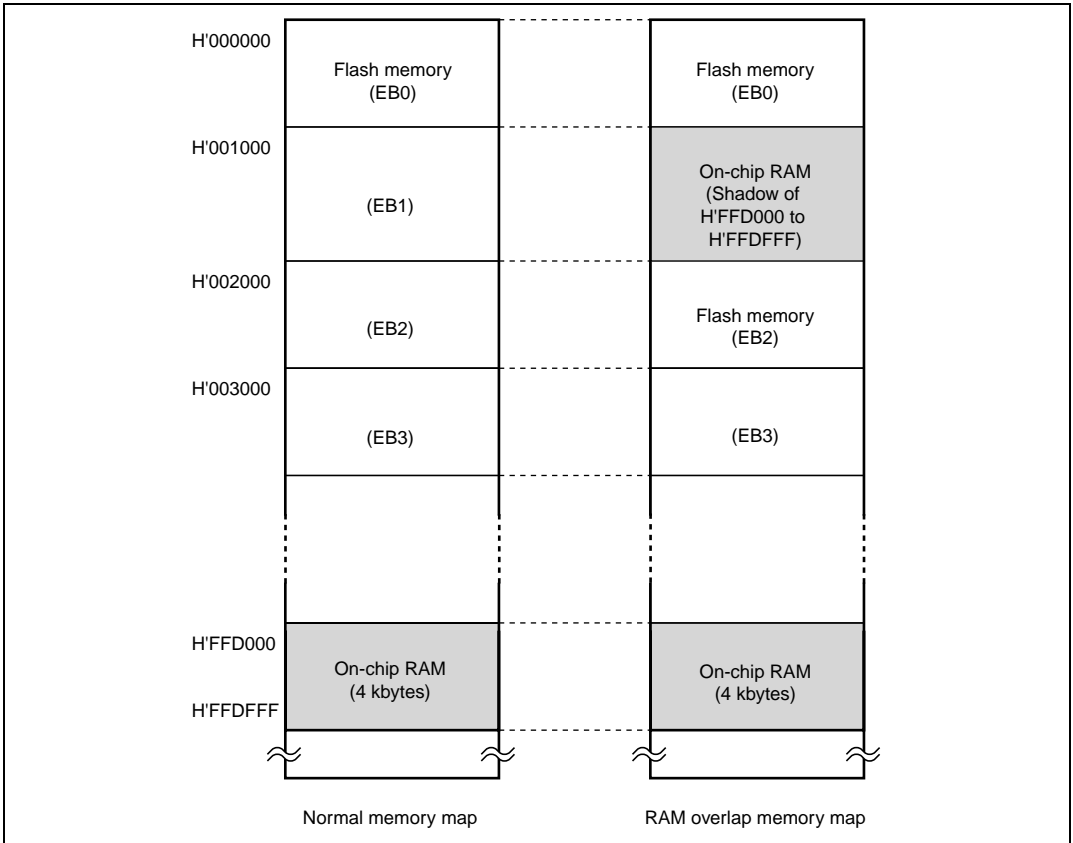 H'000000
Flash memory
(EB0)
Flash memory
(EB0)
H'001000
(EB1)
On-chip RAM
(Shadow of
H'FFD000 to
H'FFDFFF)
H'002000
(EB2)
Flash memory
(EB2)
H'003000
(EB3)
(EB3)
H'FFD000
On-chip RAM
(4 kbytes)
On-chip RAM
(4 kbytes)
H'FFDFFF
Normal memory map
RAM overlap memory map